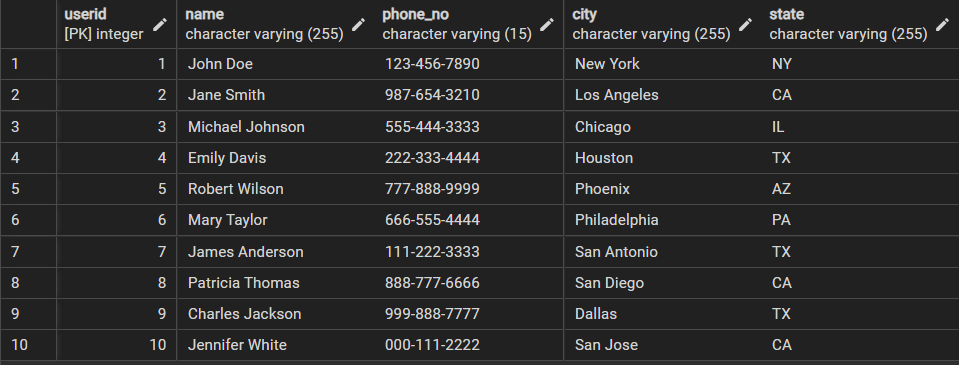 userid name phone_no city state
[PK] integer character varying (255) character varying (15) character varying (255) character varying (255)
1 1 John Doe 123-456-7890 New York NY
2 2 Jane Smith 987-654-3210 Los Angeles CA
3 3 Michael Johnson 555-444-3333 Chicago IL
4 4 Emily Davis 222-333-4444 Houston TX
5 5 Robert Wilson 777-888-9999 Phoenix AZ
6 6 Mary Taylor 666-555-4444 Philadelphia PA
7 7 James Anderson 111-222-3333 San Antonio TX
8 8 Patricia Thomas 888-777-6666 San Diego CA
9 9 Charles Jackson 999-888-7777 Dallas TX
10 10 Jennifer White 000-111-2222 San Jose CA